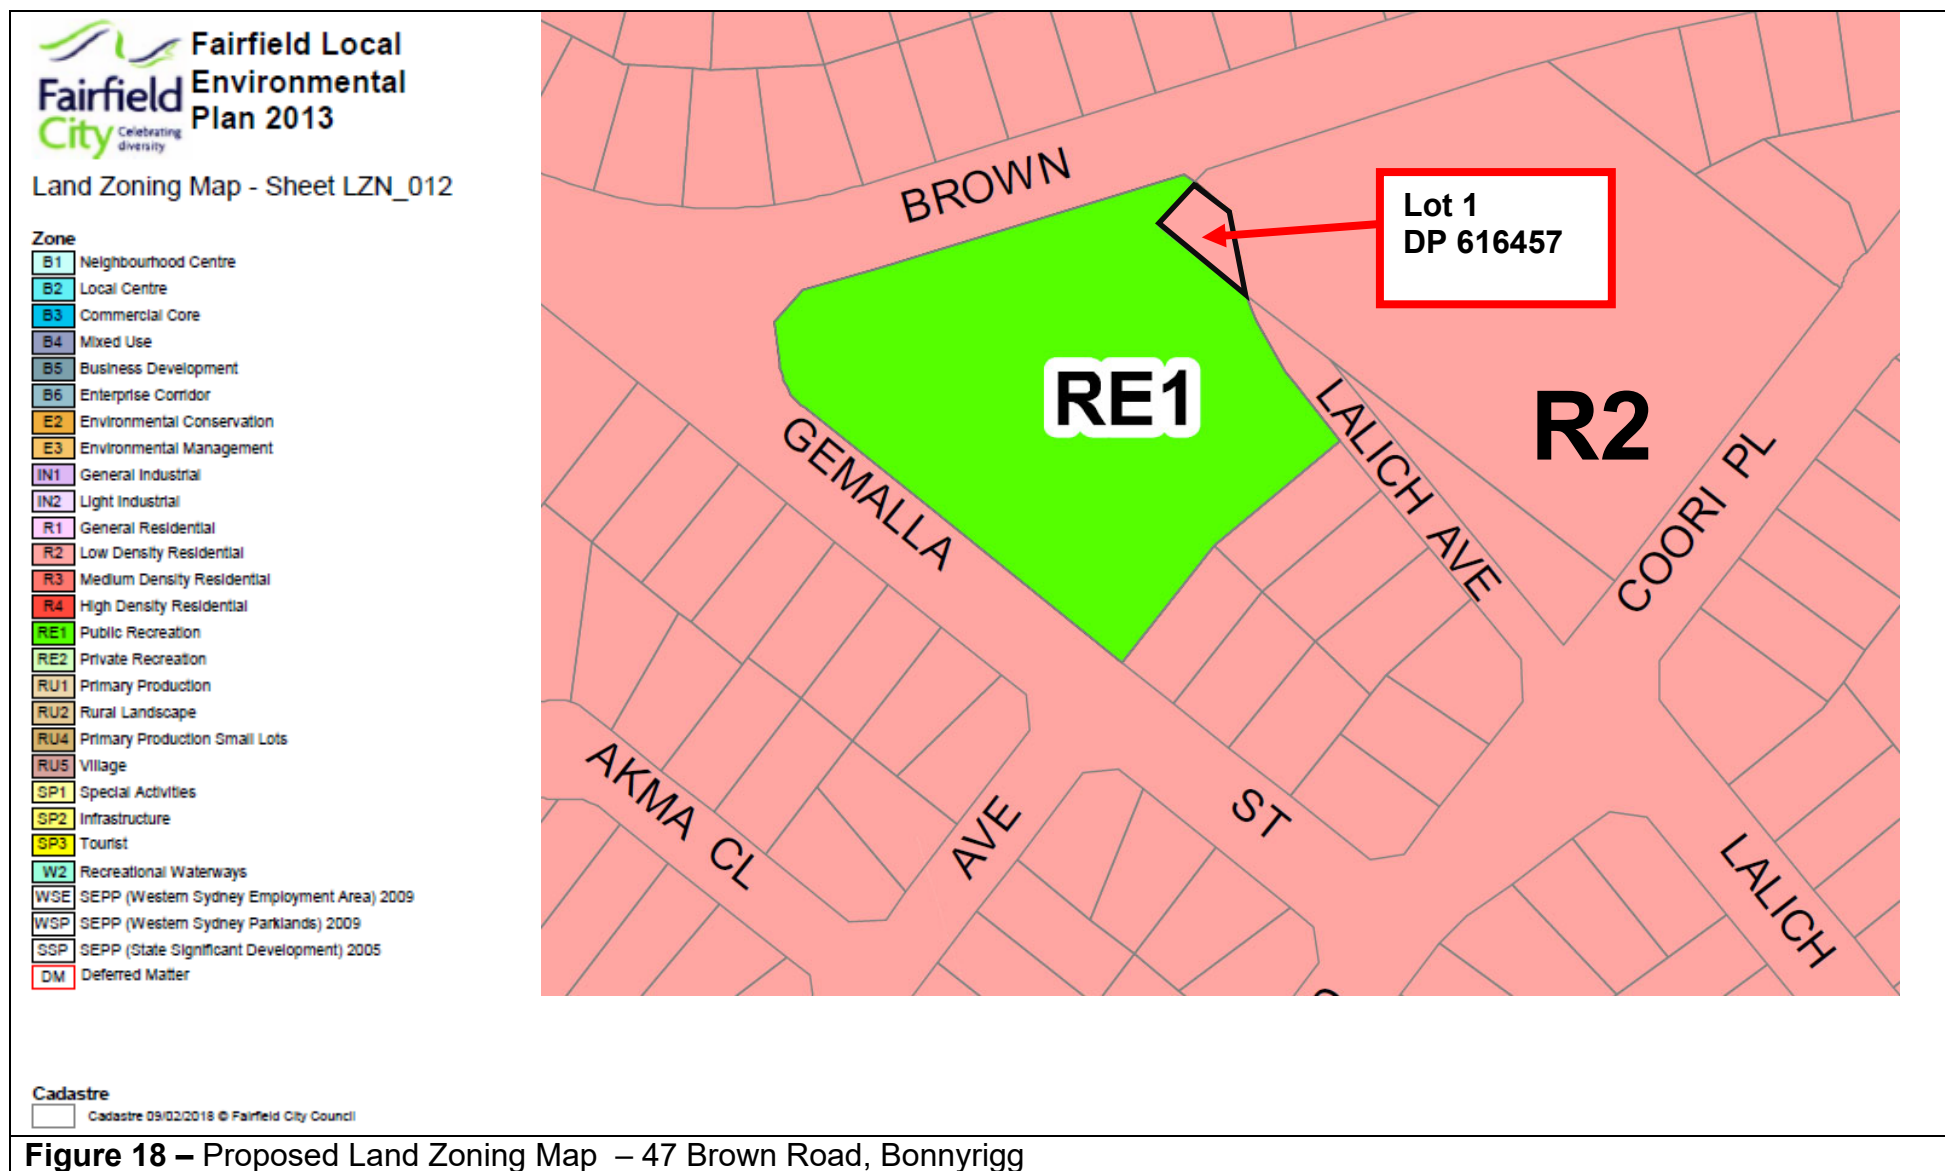 Fairfield
City
Celebrating
diversity
Fairfield Local
Environmental
Plan 2013
Land Zoning Map - Sheet LZN_012
Zone
B1 Neighbourhood Centre
B2 Local Centre
B3 Commercial Core
B4 Mixed Use
B5 Business Development
B6 Enterprise Corridor
E2 Environmental Conservation
E3 Environmental Management
IN1 General Industrial
IN2 Light Industrial
R1 General Residential
R2 Low Density Residential
R3 Medium Density Residential
R4 High Density Residential
RE1 Public Recreation
RE2 Private Recreation
RU1 Primary Production
RU2 Rural Landscape
RU4 Primary Production Small Lots
RU5 Village
SP1 Special Activities
SP2 Infrastructure
SP3 Tourist
W2 Recreational Waterways
WSE SEPP (Western Sydney Employment Area) 2009
WSP SEPP (Western Sydney Parklands) 2009
SSP SEPP (State Significant Development) 2005
DM Deferred Matter
Cadastre
Cadastre 09/02/2018 © Fairfield City Council
BROWN
Lot 1
DP 616457
RE1
R2
GEMALLA
LALICH AVE
COORI PL
AKMA CL
AVE
ST
LALICH
Figure 18 – Proposed Land Zoning Map – 47 Brown Road, Bonnyrigg